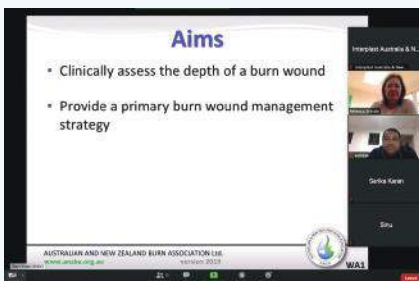 Aims
• Clinically assess the depth of a burn wound
• Provide a primary burn wound management
strategy
AUSTRALIAN AND NEW ZEALAND BURN ASSOCIATION Ltd.
www.anzba.org.au version 2019
WA1
Interplast Australia & N...
Serika Karan
Sinu